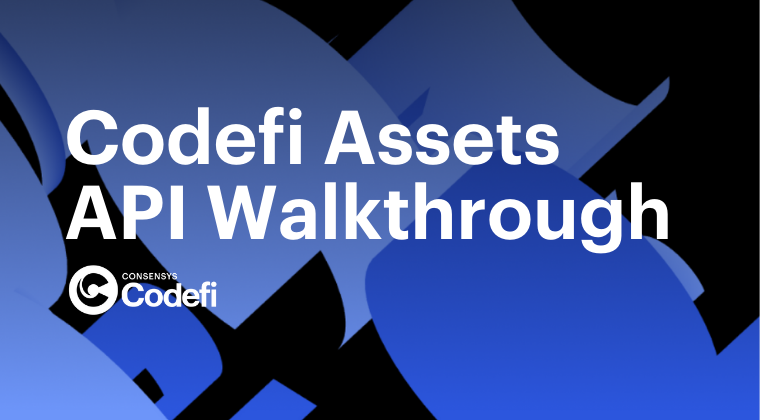 Codefi Assets
API Walkthrough
CONSENSYS
Codefi